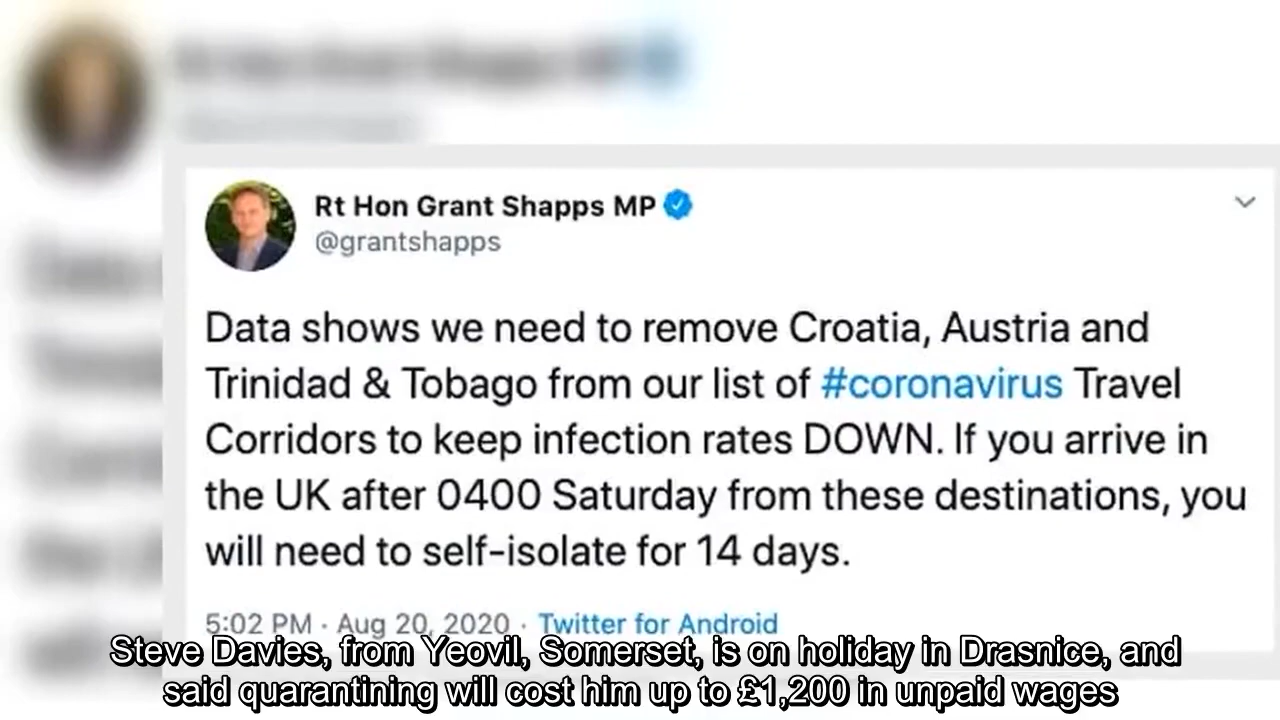 Rt Hon Grant Shapps MP
@grantshapps
Data shows we need to remove Croatia, Austria and
Trinidad & Tobago from our list of #coronavirus Travel
Corridors to keep infection rates DOWN. If you arrive in
the UK after 0400 Saturday from these destinations, you
will need to self-isolate for 14 days.
5:02 PM · Aug 20, 2020 · Twitter for Android
Steve Davies, from Yeovil, Somerset, is on holiday in Drasnice, and
said quarantining will cost him up to £1,200 in unpaid wages